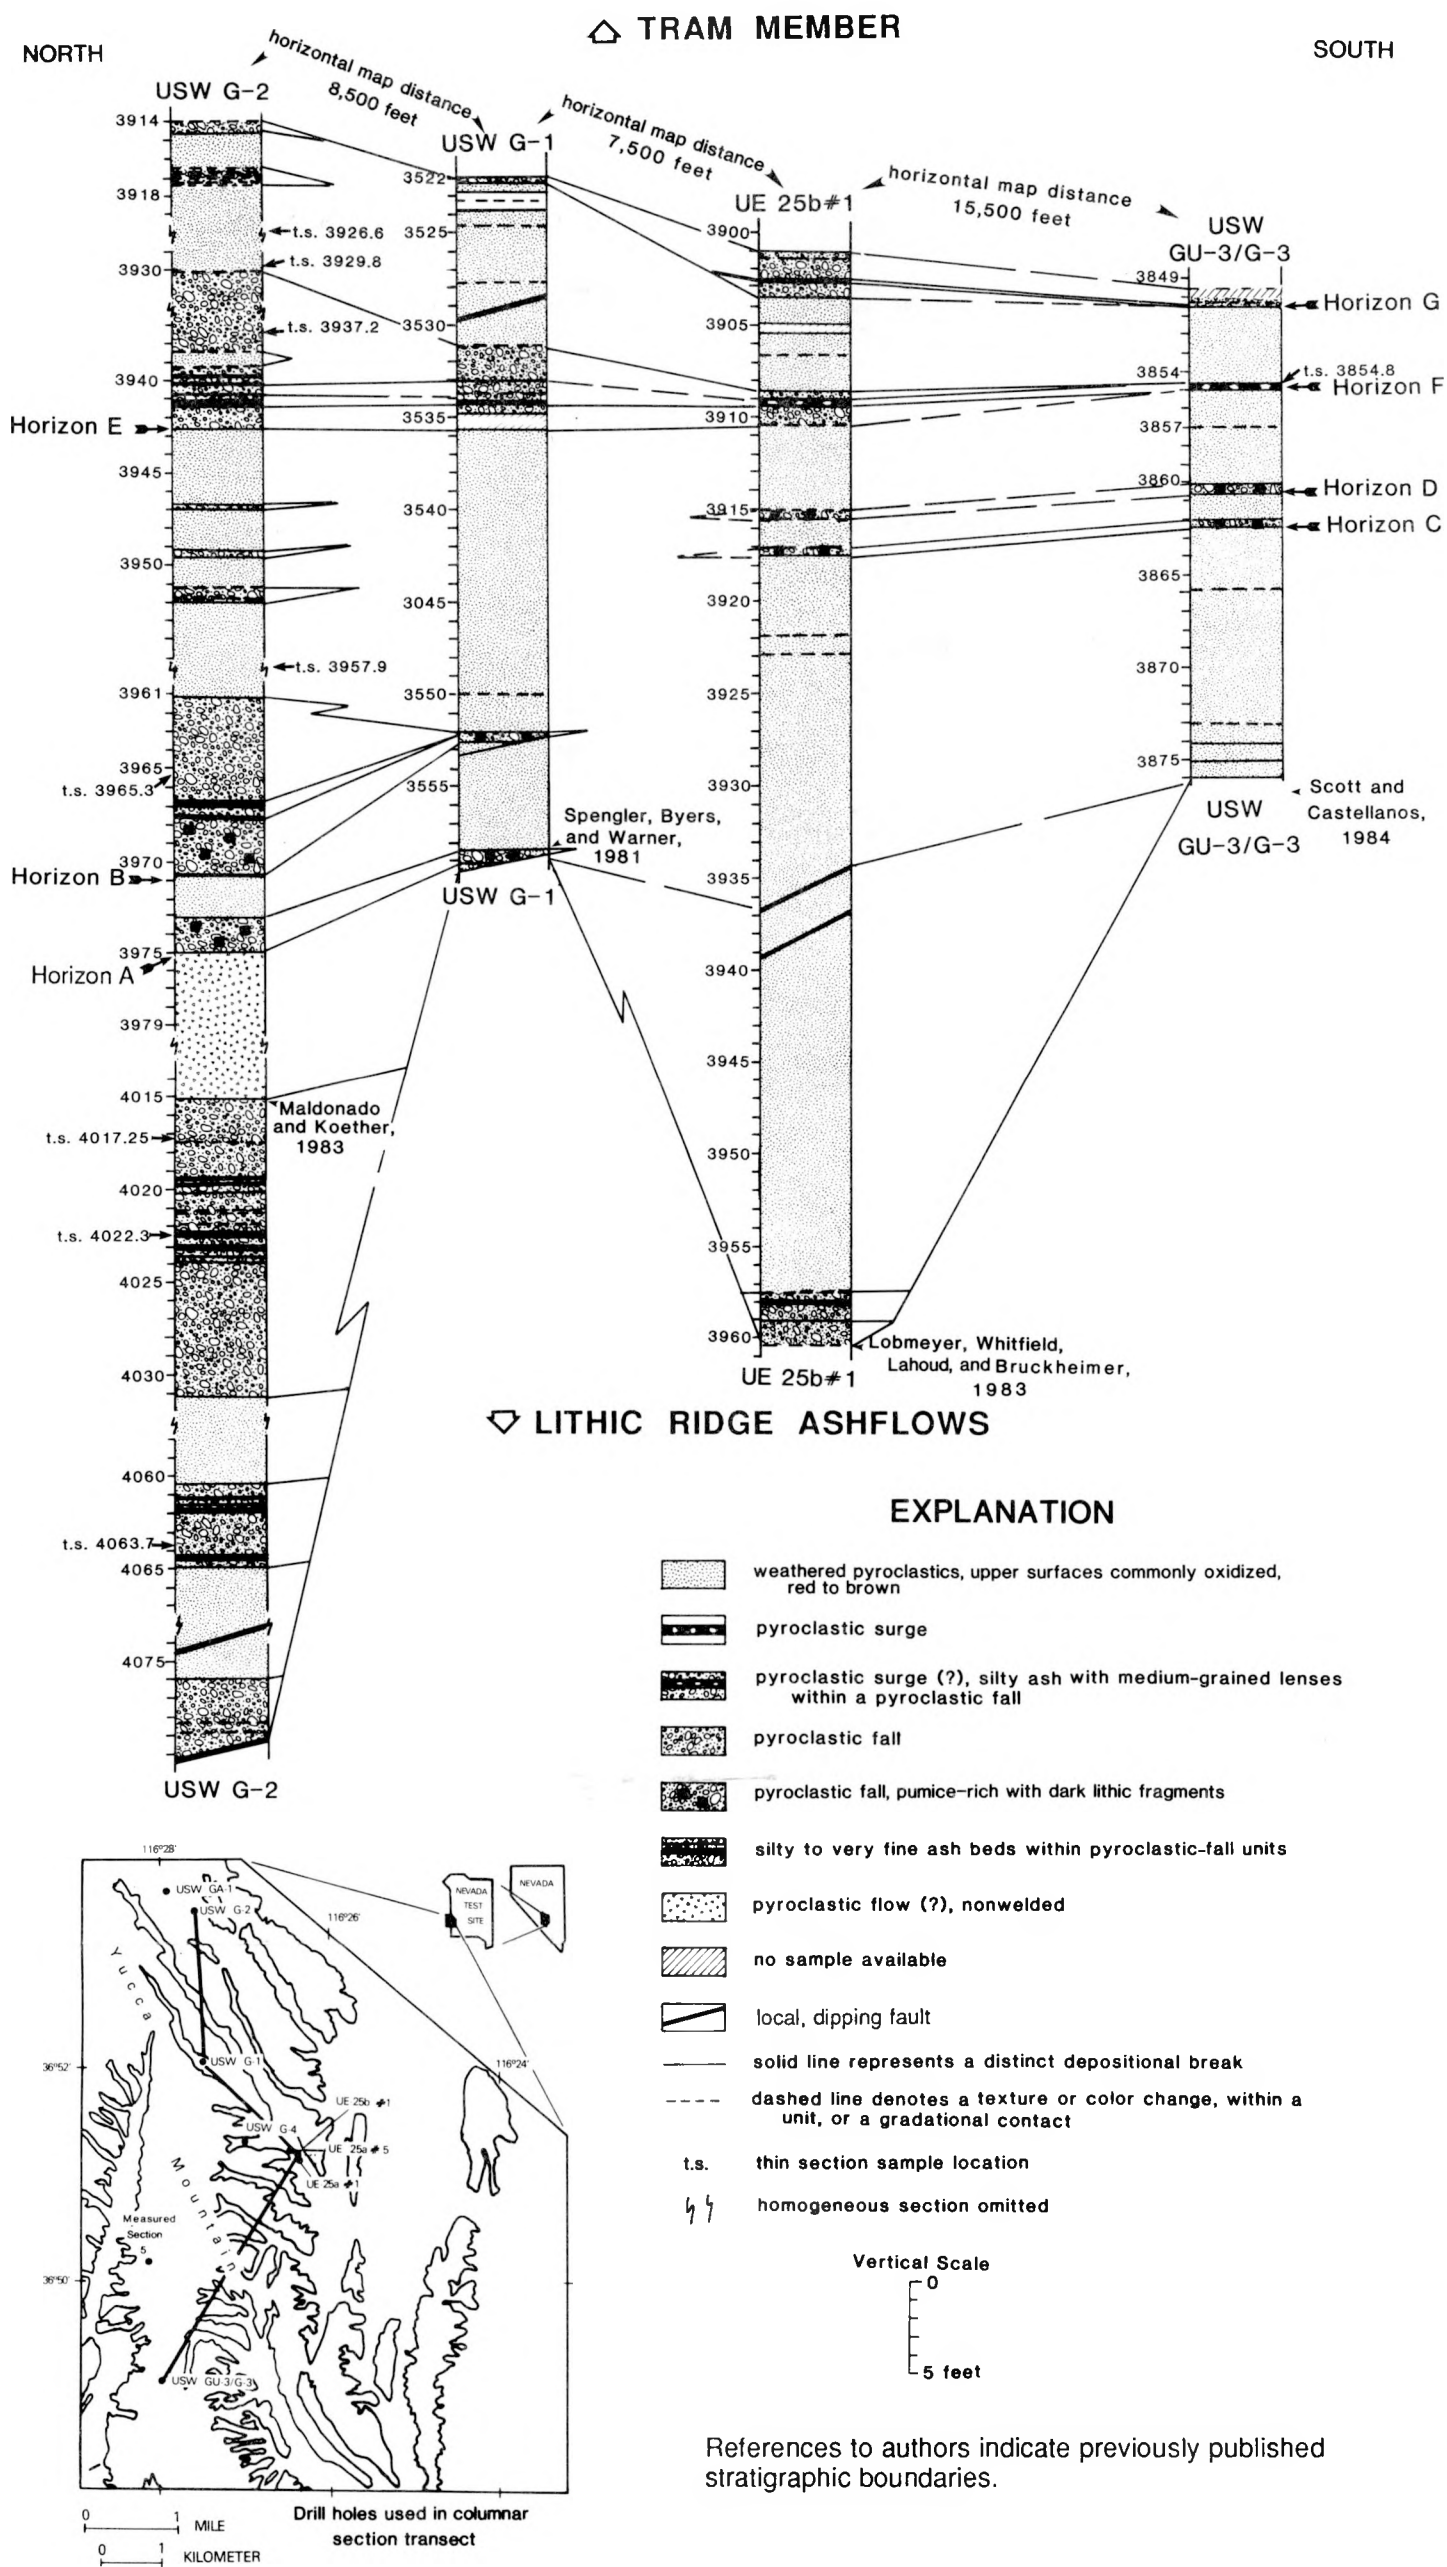 TRAM MEMBER
NORTH
SOUTH
horizontal map distance
8,500 feet
horizontal map distance
7,500 feet
horizontal map distance
15,500 feet
USW G-2
3914
3918
t.s. 3926.6
t.s. 3929.8
3930
t.s. 3937.2
3940
Horizon E
3945
3950
t.s. 3957.9
3961
3965
t.s. 3965.3
3970
Horizon B
3975
Horizon A
3979
4015
Maldonado
and Koether,
1983
t.s. 4017.25
4020
t.s. 4022.3
4025
4030
4060
t.s. 4063.7
4065
4075
USW G-2
USW G-1
3522
3525
3530
3535
3540
3045
3550
3555
Spengler, Byers,
and Warner,
1981
USW G-1
UE 25b#1
3900
3905
3910
3915
3920
3925
3930
3935
3940
3945
3950
3955
3960
Lobmeyer, Whitfield,
Lahoud, and Bruckheimer,
1983
UE 25b#1
USW
GU-3/G-3
3849
Horizon G
3854
t.s. 3854.8
Horizon F
3857
3860
Horizon D
Horizon C
3865
3870
3875
Scott and
Castellanos,
1984
USW
GU-3/G-3
LITHIC RIDGE ASHFLOWS
EXPLANATION
weathered pyroclastics, upper surfaces commonly oxidized,
red to brown
pyroclastic surge
pyroclastic surge (?), silty ash with medium-grained lenses
within a pyroclastic fall
pyroclastic fall
pyroclastic fall, pumice-rich with dark lithic fragments
silty to very fine ash beds within pyroclastic-fall units
pyroclastic flow (?), nonwelded
no sample available
local, dipping fault
solid line represents a distinct depositional break
dashed line denotes a texture or color change, within a
unit, or a gradational contact
t.s. thin section sample location
homogeneous section omitted
Vertical Scale
0
5 feet
References to authors indicate previously published
stratigraphic boundaries.
116°28'
USW GA-1
USW G-2
NEVADA
TEST
SITE
NEVADA
116°26'
Yucca
36°52'
USW G-1
116°24'
UE 25b #1
USW G-4
UE 25a #5
UE 25a #1
Mountain
Measured
Section
5
36°50'
USW GU-3/G-3
0 1
MILE
0 1
KILOMETER
Drill holes used in columnar
section transect